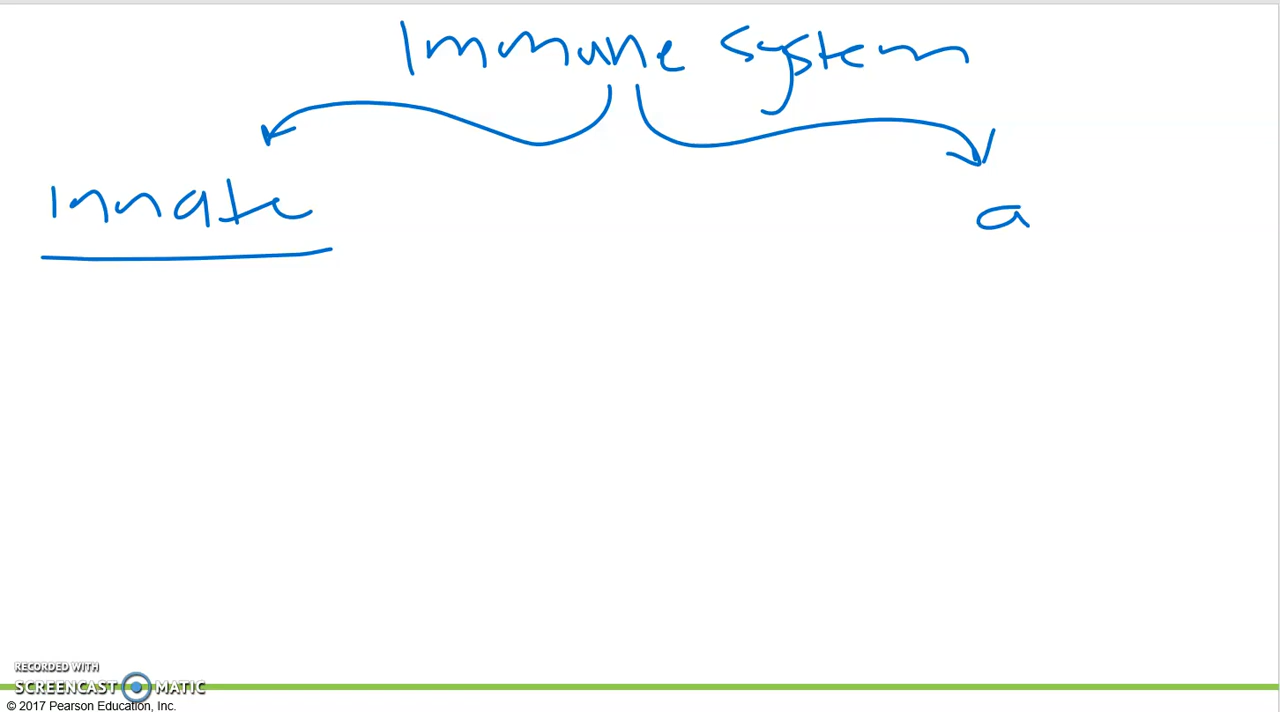 Immune system
innate
a
RECORDED WITH
SCREENCAST MATIC
© 2017 Pearson Education, Inc.